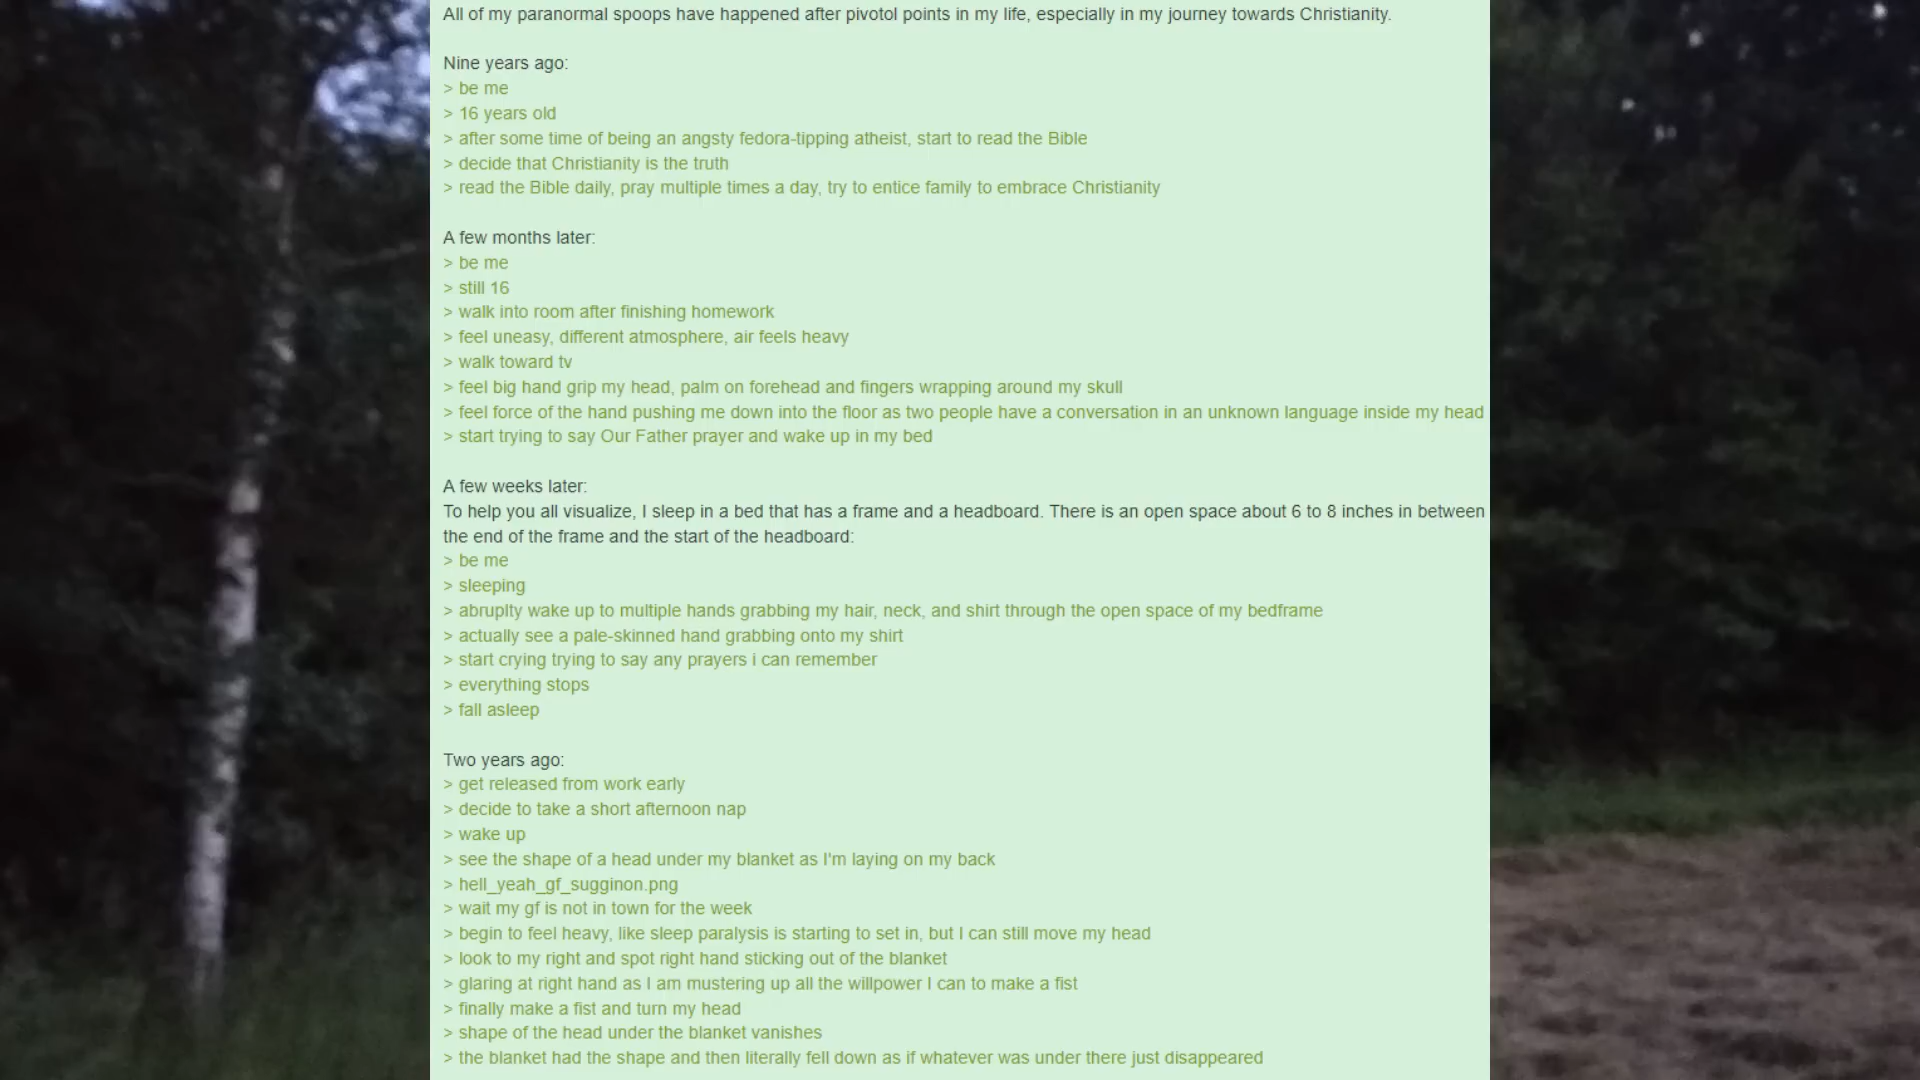 All of my paranormal spoops have happened after pivotol points in my life, especially in my journey towards Christianity.
Nine years ago:
> be me
> 16 years old
> after some time of being an angsty fedora-tipping atheist, start to read the Bible
> decide that Christianity is the truth
> read the Bible daily, pray multiple times a day, try to entice family to embrace Christianity
A few months later:
> be me
> still 16
> walk into room after finishing homework
> feel uneasy, different atmosphere, air feels heavy
> walk toward tv
> feel big hand grip my head, palm on forehead and fingers wrapping around my skull
> feel force of the hand pushing me down into the floor as two people have a conversation in an unknown language inside my head
> start trying to say Our Father prayer and wake up in my bed
A few weeks later:
To help you all visualize, I sleep in a bed that has a frame and a headboard. There is an open space about 6 to 8 inches in between
the end of the frame and the start of the headboard:
> be me
> sleeping
> abruplty wake up to multiple hands grabbing my hair, neck, and shirt through the open space of my bedframe
> actually see a pale-skinned hand grabbing onto my shirt
> start crying trying to say any prayers i can remember
> everything stops
> fall asleep
Two years ago:
> get released from work early
> decide to take a short afternoon nap
> wake up
> see the shape of a head under my blanket as I'm laying on my back
> hell_yeah_gf_sugginon.png
> wait my gf is not in town for the week
> begin to feel heavy, like sleep paralysis is starting to set in, but I can still move my head
> look to my right and spot right hand sticking out of the blanket
> glaring at right hand as I am mustering up all the willpower I can to make a fist
> finally make a fist and turn my head
> shape of the head under the blanket vanishes
> the blanket had the shape and then literally fell down as if whatever was under there just disappeared